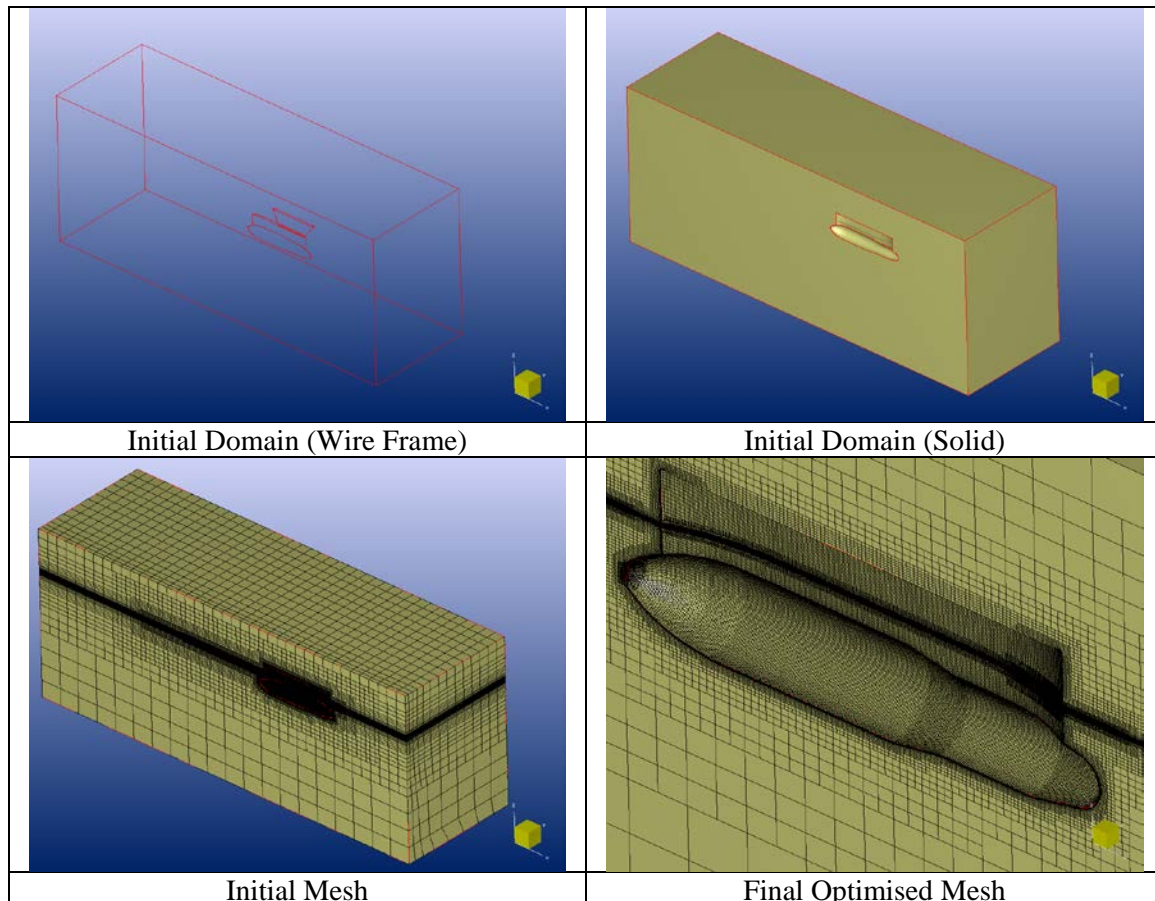 Initial Domain (Wire Frame)
Initial Domain (Solid)
Initial Mesh
Final Optimised Mesh